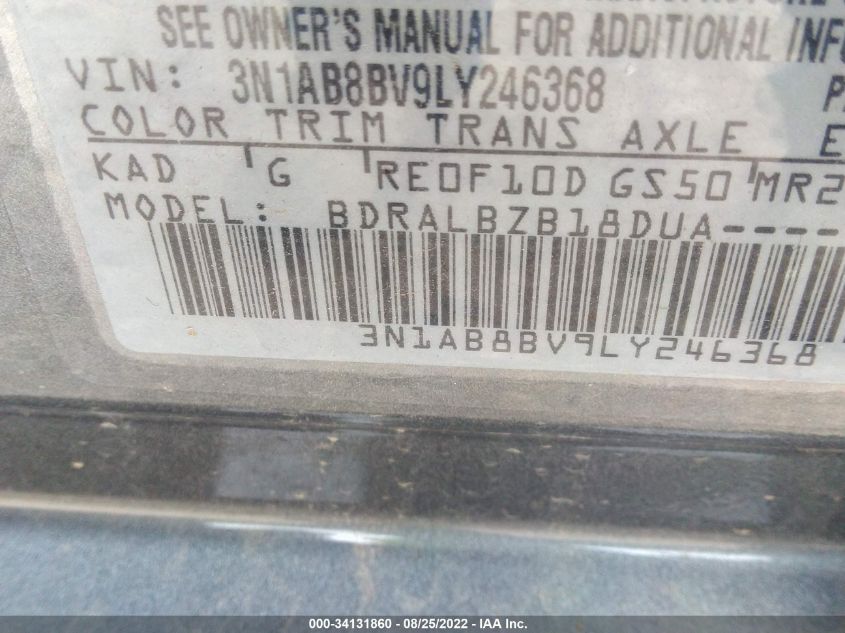 SEE OWNER'S MANUAL FOR ADDITIONAL
VIN: 3N1AB8BV9LY246368
COLOR TRIM TRANS AXLE E
KAD G RE0F10D GS50 MR2
MODEL: BDRALBZB18DUA----
3N1AB8BV9LY246368
000-34131860 - 08/25/2022 - IAA Inc.